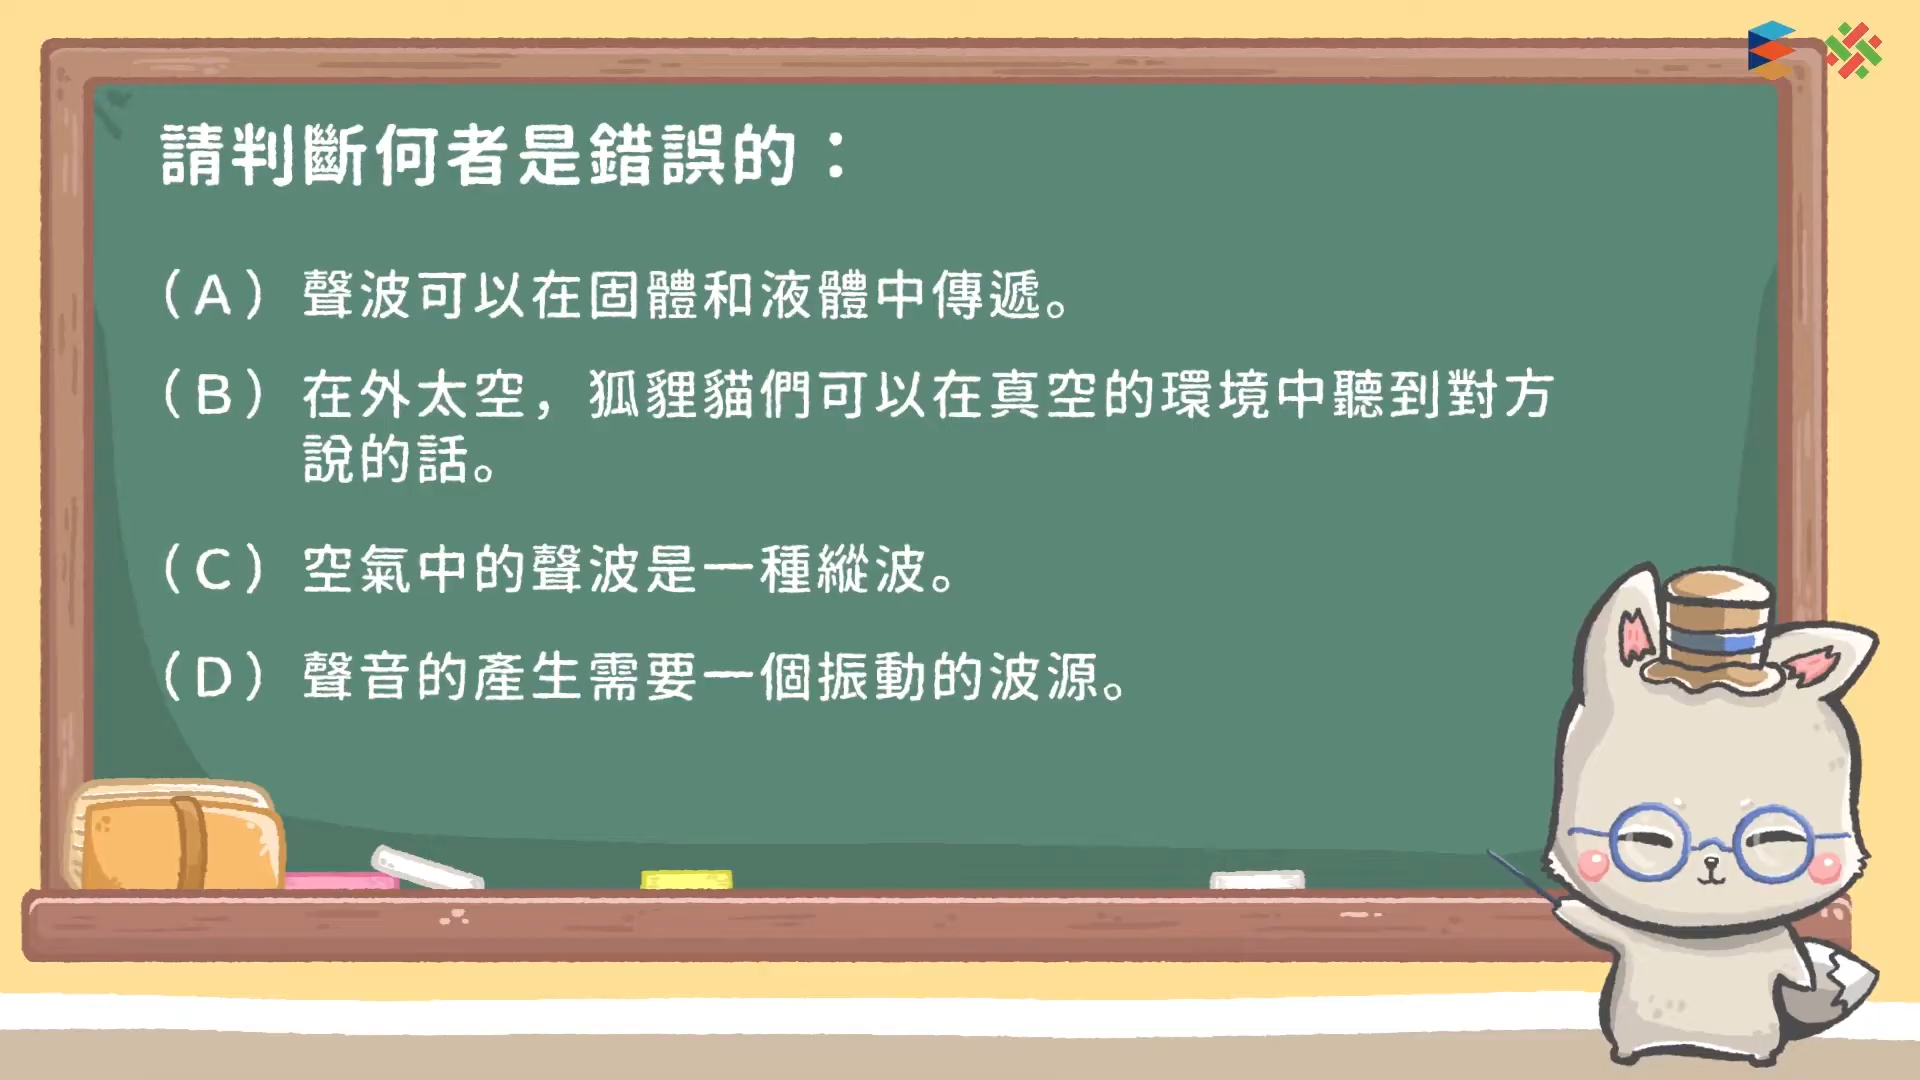 請判斷何者是錯誤的：
（A）聲波可以在固體和液體中傳遞。
（B）在外太空，狐狸貓們可以在真空的環境中聽到對方
說的話。
（C）空氣中的聲波是一種縱波。
（D）聲音的產生需要一個振動的波源。